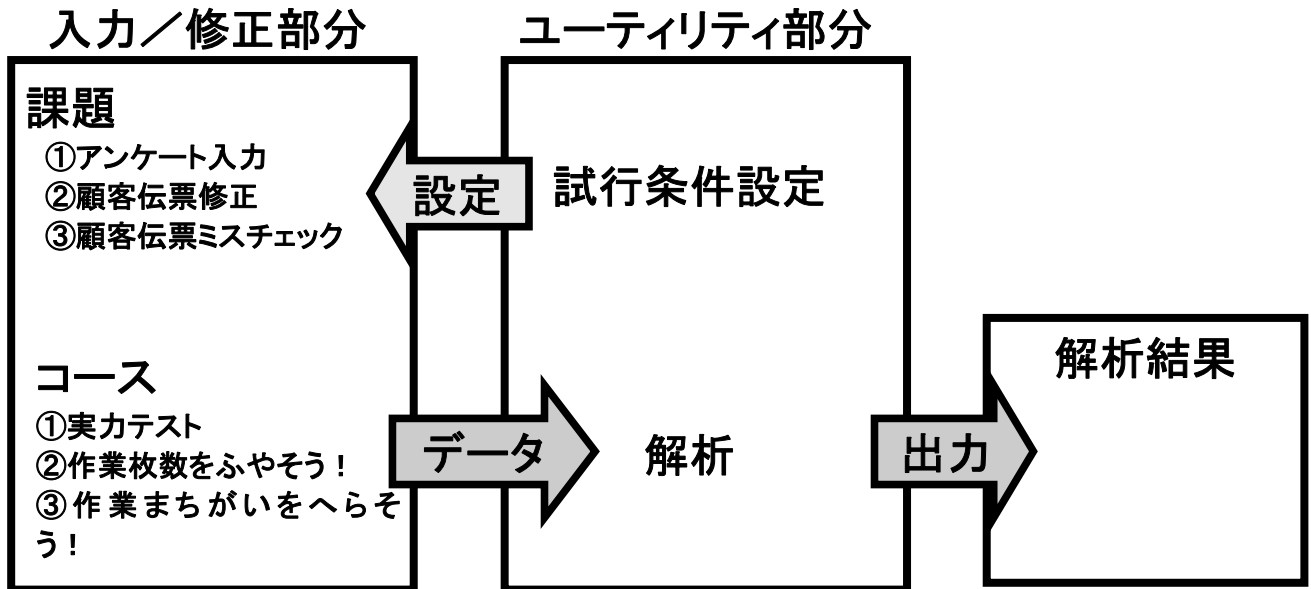 入力／修正部分
課題
①アンケート入力
②顧客伝票修正
③顧客伝票ミスチェック
コース
①実力テスト
②作業枚数をふやそう！
③作業まちがいをへらそ
う！
設定
データ
ユーティリティ部分
試行条件設定
解析
出力
解析結果